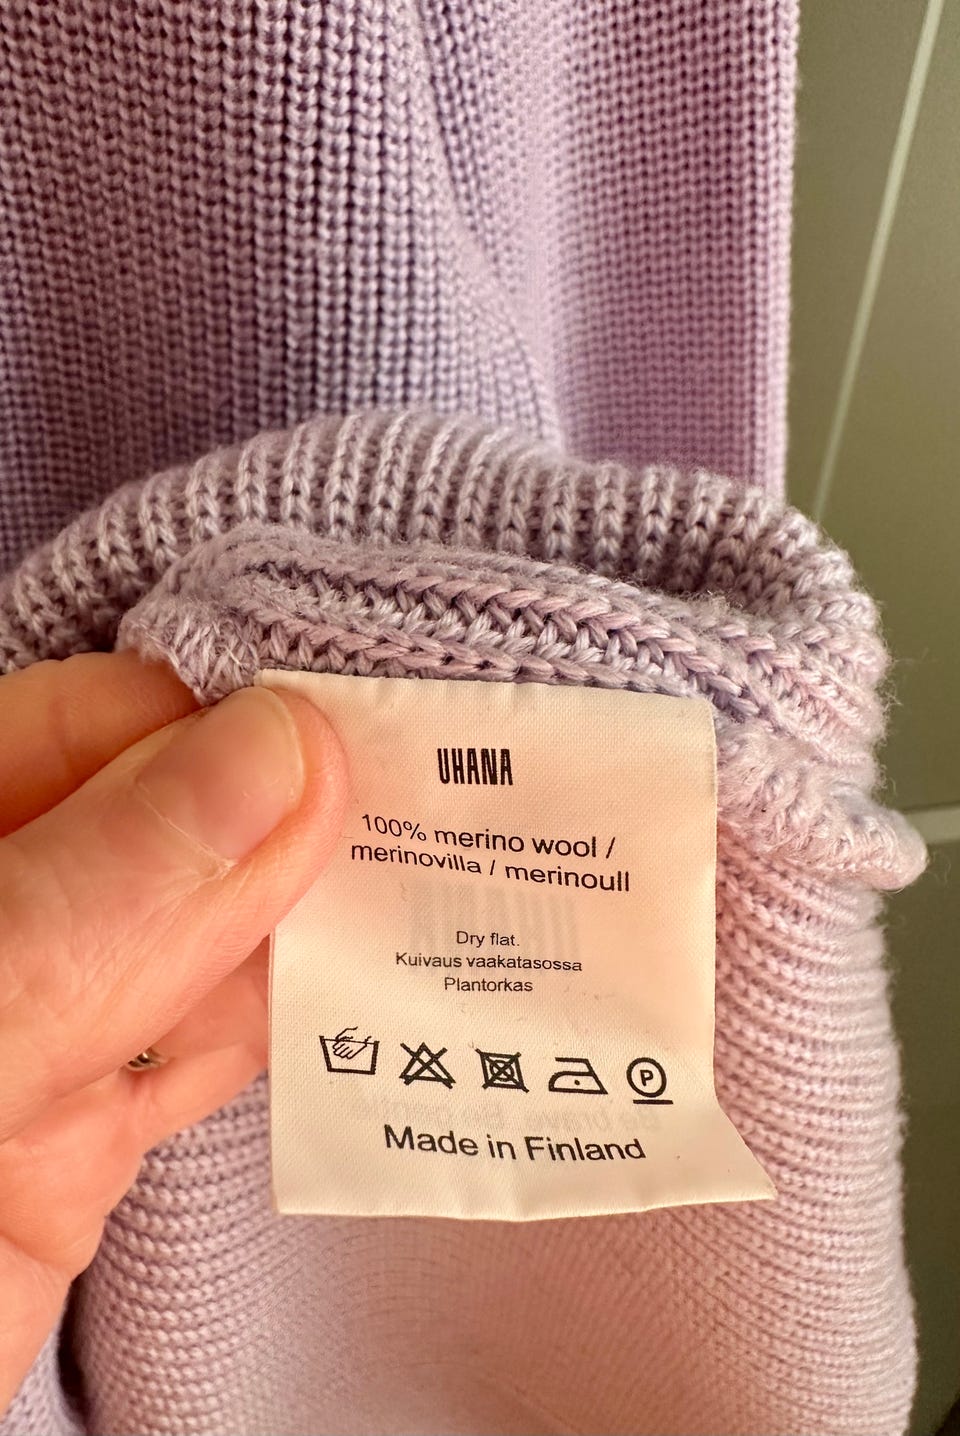 UHANA
100% merino wool /
merinovilla / merinoull
Dry flat.
Kuivaus vaakatasossa
Plantorkas
P
Made in Finland